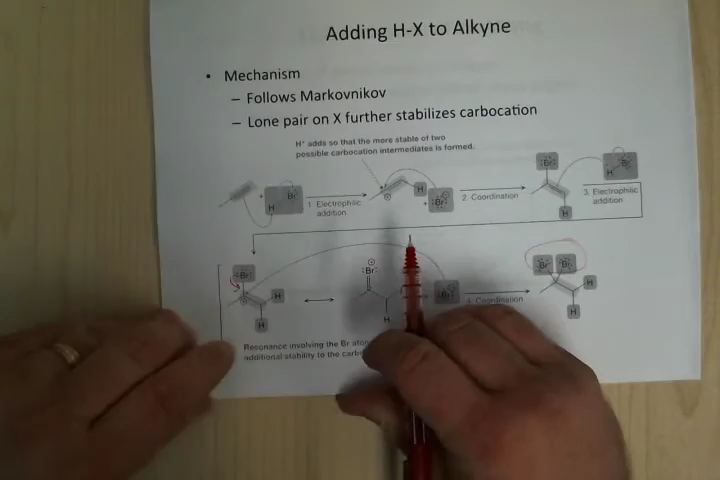 Adding H-X to Alkyne
• Mechanism
– Follows Markovnikov
– Lone pair on X further stabilizes carbocation
H⁺ adds so that the more stable of two
possible carbocation intermediates is formed.
+ H Br
1. Electrophilic
addition
H
+ :Br:
2. Coordination
:Br:
H
H Br:
3. Electrophilic
addition
:Br
H
H
:Br
H
:Br:
4. Coordination
:Br: Br:
H
H
Resonance involving the Br atom
additional stability to the